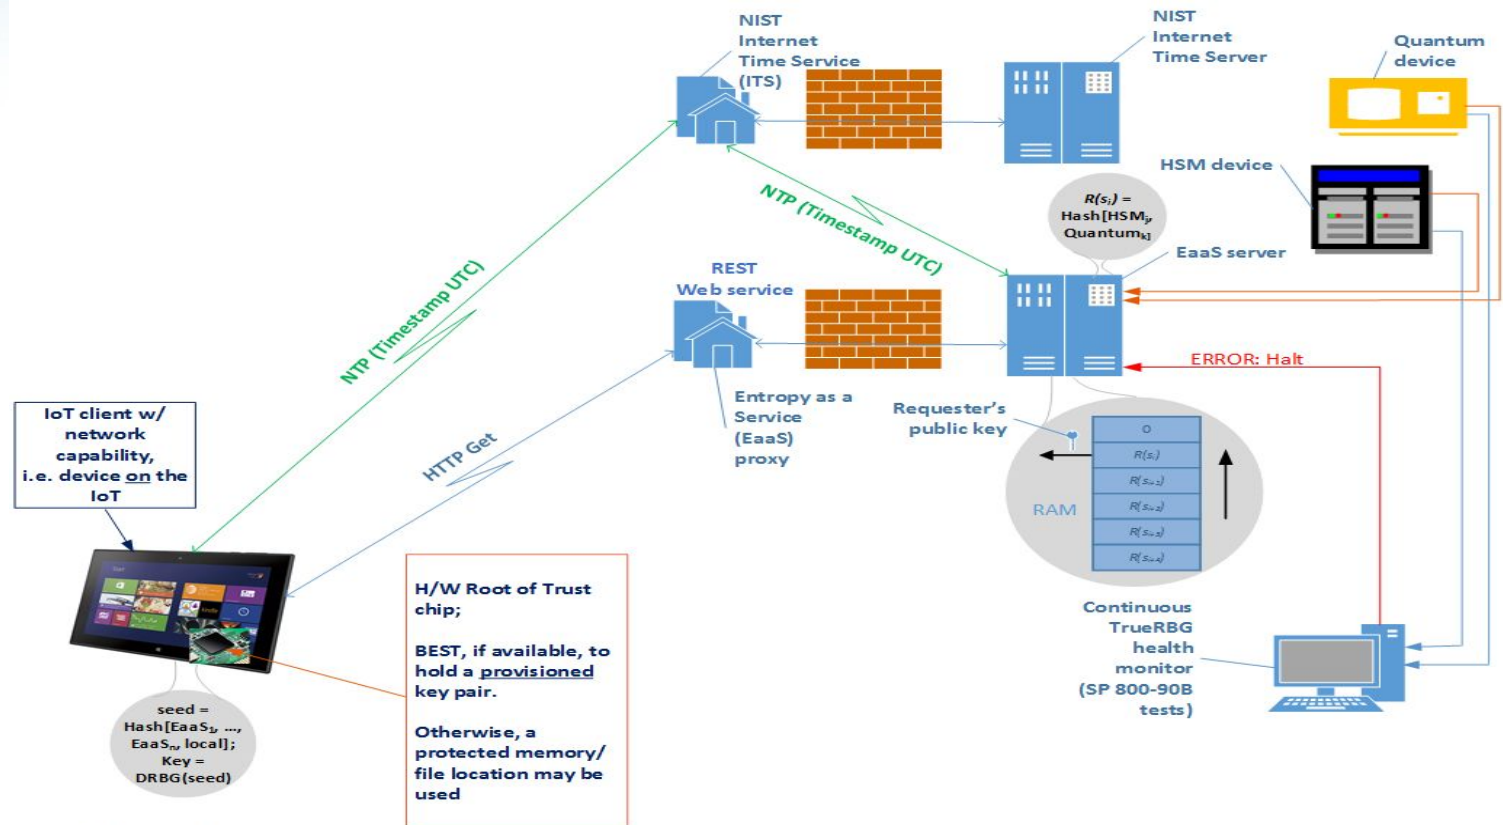 NIST
Internet
Time Service
(ITS)
NIST
Internet
Time Server
Quantum
device
HSM device
R(sᵢ) =
Hash[HSMⱼ,
Quantumₖ]
EaaS server
NTP (Timestamp UTC)
NTP (Timestamp UTC)
REST
Web service
HTTP Get
ERROR: Halt
Entropy as a
Service
(EaaS)
proxy
Requester's
public key
RAM
O
R(sᵢ)
R(sᵢ₊₁)
R(sᵢ₊₂)
R(sᵢ₊₃)
R(sᵢ₊₄)
IoT client w/
network
capability,
i.e. device on the
IoT
Start
H/W Root of Trust
chip;
BEST, if available, to
hold a provisioned
key pair.
Otherwise, a
protected memory/
file location may be
used
Continuous
TrueRBG
health
monitor
(SP 800-90B
tests)
seed =
Hash[EaaS₁, ...,
EaaSₙ, local];
Key =
DRBG(seed)